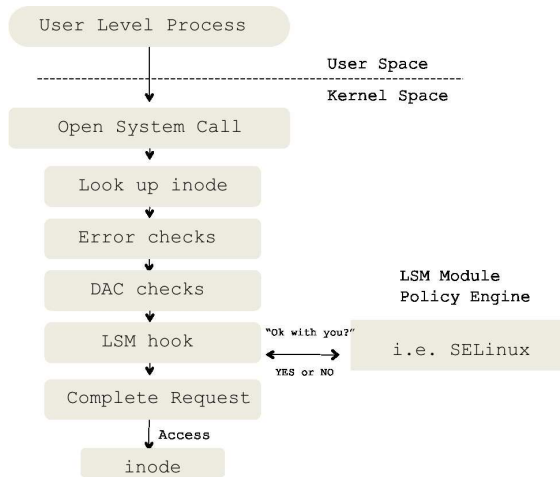 User Level Process
User Space
Kernel Space
Open System Call
Look up inode
Error checks
DAC checks
LSM Module
Policy Engine
LSM hook
"Ok with you?"
YES or NO
i.e. SELinux
Complete Request
Access
inode